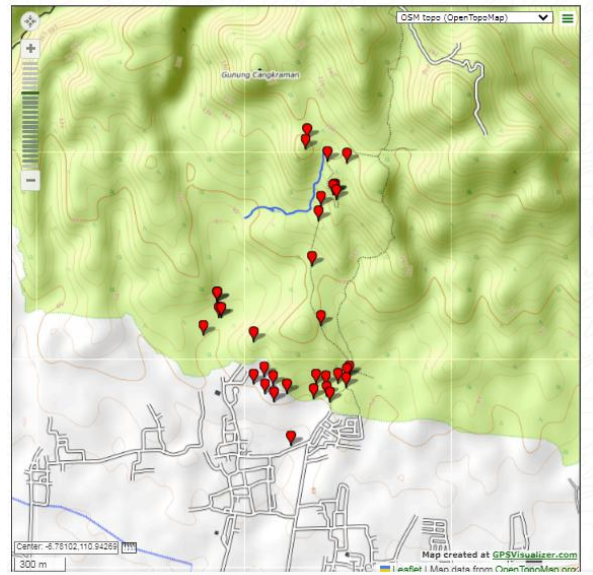 OSM topo (OpenTopoMap)
Gunung Cangkraman
Center: -6.76102,110.94269
300 m
Map created at GPSVisualizer.com
Leaflet | Map data from OpenTopoMap.org